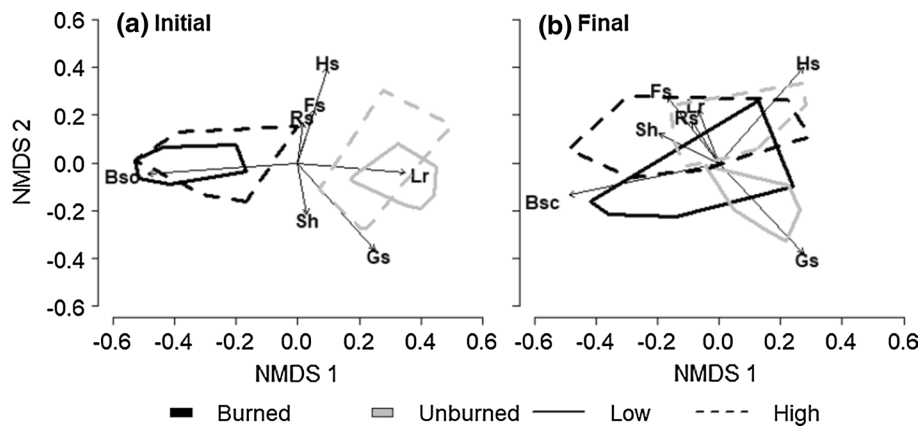 (a) Initial
(b) Final
0.6
0.4
0.2
0.0
-0.2
-0.4
-0.6
NMDS 2
Hs
Fs
Rs
Bsc
Lr
Sh
Gs
Hs
Fs
Lr
Rs
Sh
Bsc
Gs
-0.6 -0.4 -0.2 0.0 0.2 0.4 0.6
-0.6 -0.4 -0.2 0.0 0.2 0.4 0.6
NMDS 1
NMDS 1
Burned Unburned Low High